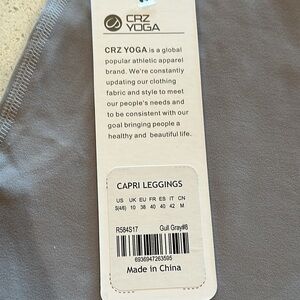 CRZ
YOGA
CRZ YOGA is a global
popular athletic apparel
brand. We're constantly
updating our clothing
fabric and style to meet
our people's needs and
to be consistent with our
goal bringing people a
healthy and beautiful life.
CAPRI LEGGINGS
US UK EU FR ES IT CN
S(4/6) 10 38 40 40 42 M
R584S17 Gull Gray#8
6936947263595
Made in China